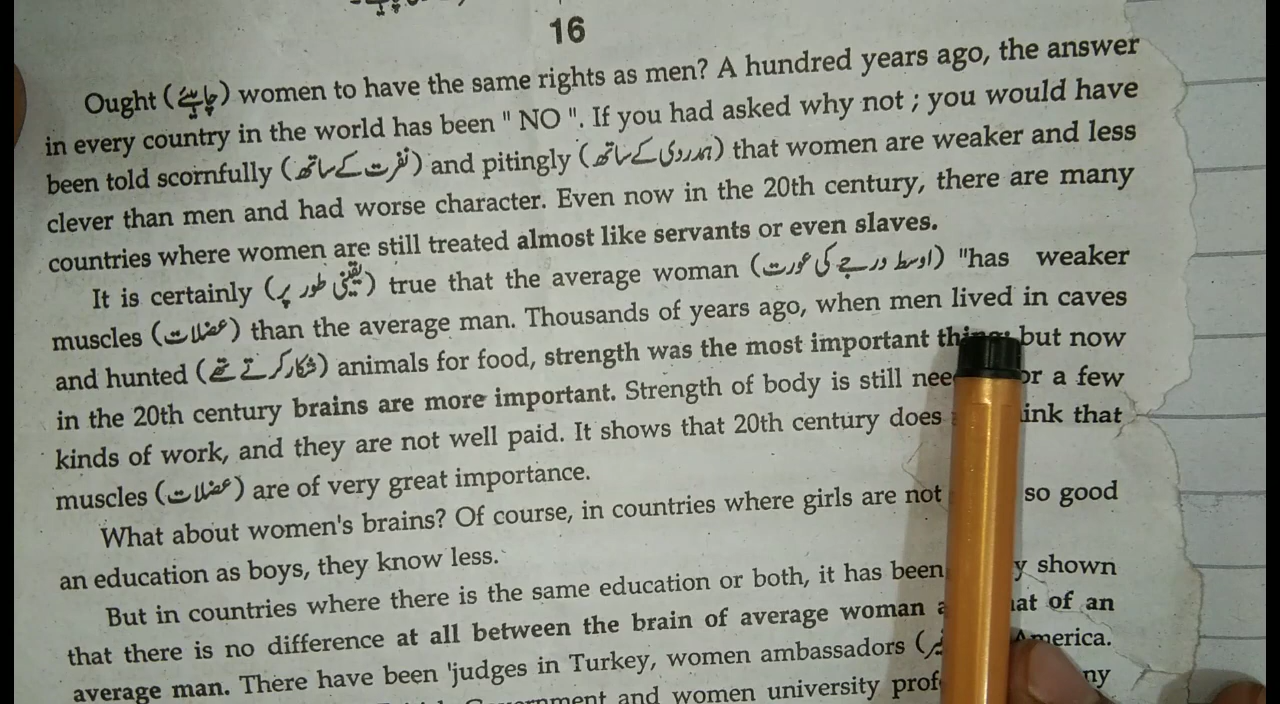 16
Ought (چاہیئے) women to have the same rights as men? A hundred years ago, the answer
in every country in the world has been " NO ". If you had asked why not ; you would have
been told scornfully (نفرت کے ساتھ) and pitingly (ہمدردی کے ساتھ) that women are weaker and less
clever than men and had worse character. Even now in the 20th century, there are many
countries where women are still treated almost like servants or even slaves.
It is certainly (یقینی طور پر) true that the average woman (اوسط درجے کی عورت) "has weaker
muscles (عضلات) than the average man. Thousands of years ago, when men lived in caves
and hunted (شکار کرتے تھے) animals for food, strength was the most important but now
in the 20th century brains are more important. Strength of body is still a few
kinds of work, and they are not well paid. It shows that 20th century does that
muscles (عضلات) are of very great importance.
What about women's brains? Of course, in countries where girls are not so good
an education as boys, they know less.
But in countries where there is the same education or both, it has been shown
that there is no difference at all between the brain of average woman of an
average man. There have been 'judges in Turkey, women ambassadors America.
and women university